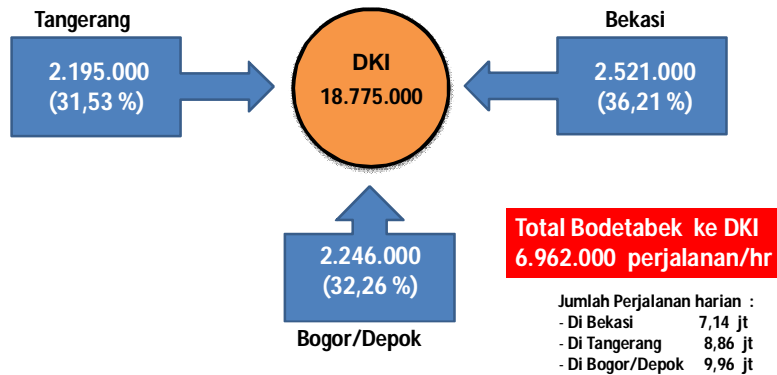 Tangerang
2.195.000
(31,53 %)
DKI
18.775.000
Bekasi
2.521.000
(36,21 %)
2.246.000
(32,26 %)
Bogor/Depok
Total Bodetabek ke DKI
6.962.000 perjalanan/hr
Jumlah Perjalanan harian :
- Di Bekasi 7,14 jt
- Di Tangerang 8,86 jt
- Di Bogor/Depok 9,96 jt